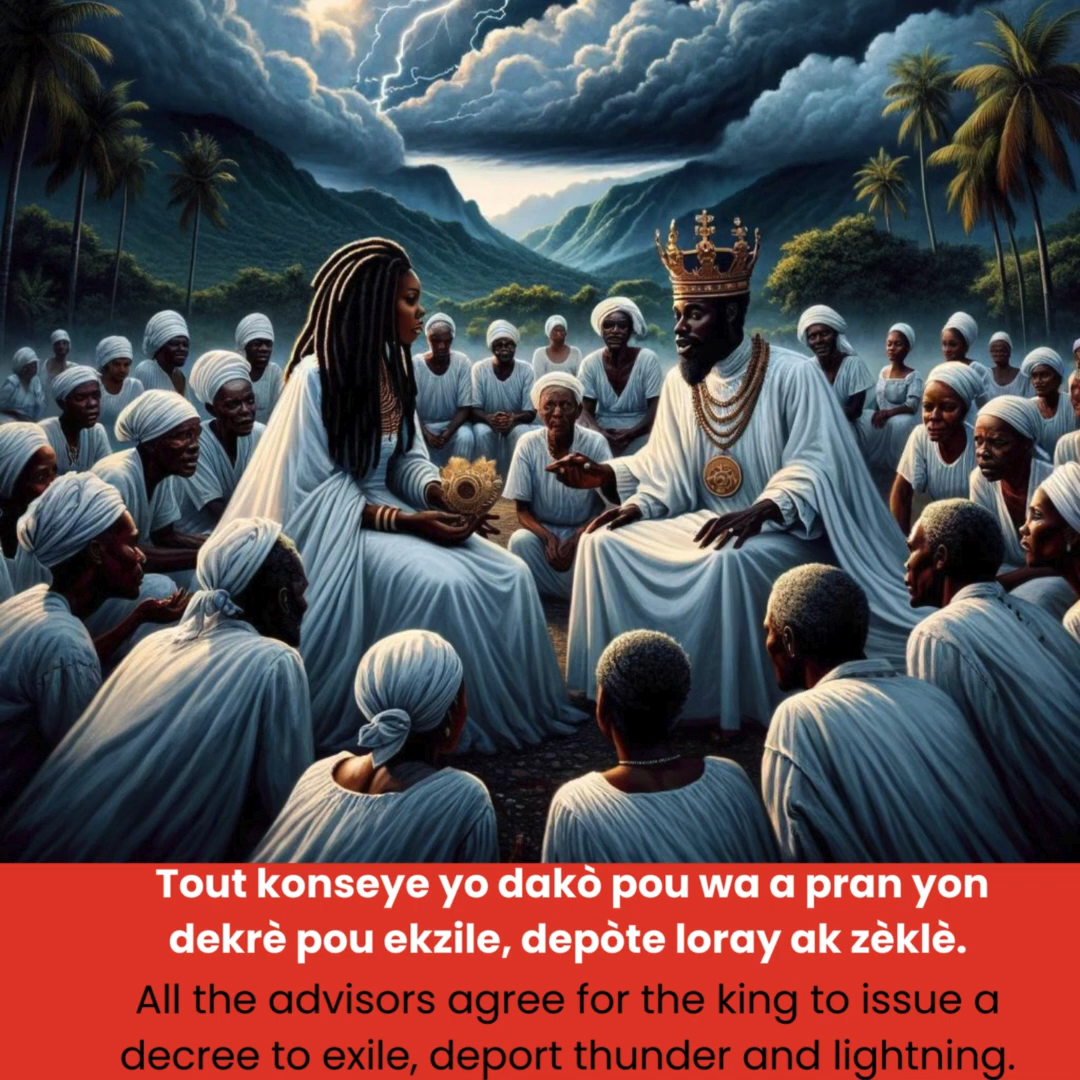 Tout konseye yo dakò pou wa a pran yon
dekrè pou ekzile, depòte loray ak zèklè.
All the advisors agree for the king to issue a
decree to exile, deport thunder and lightning.